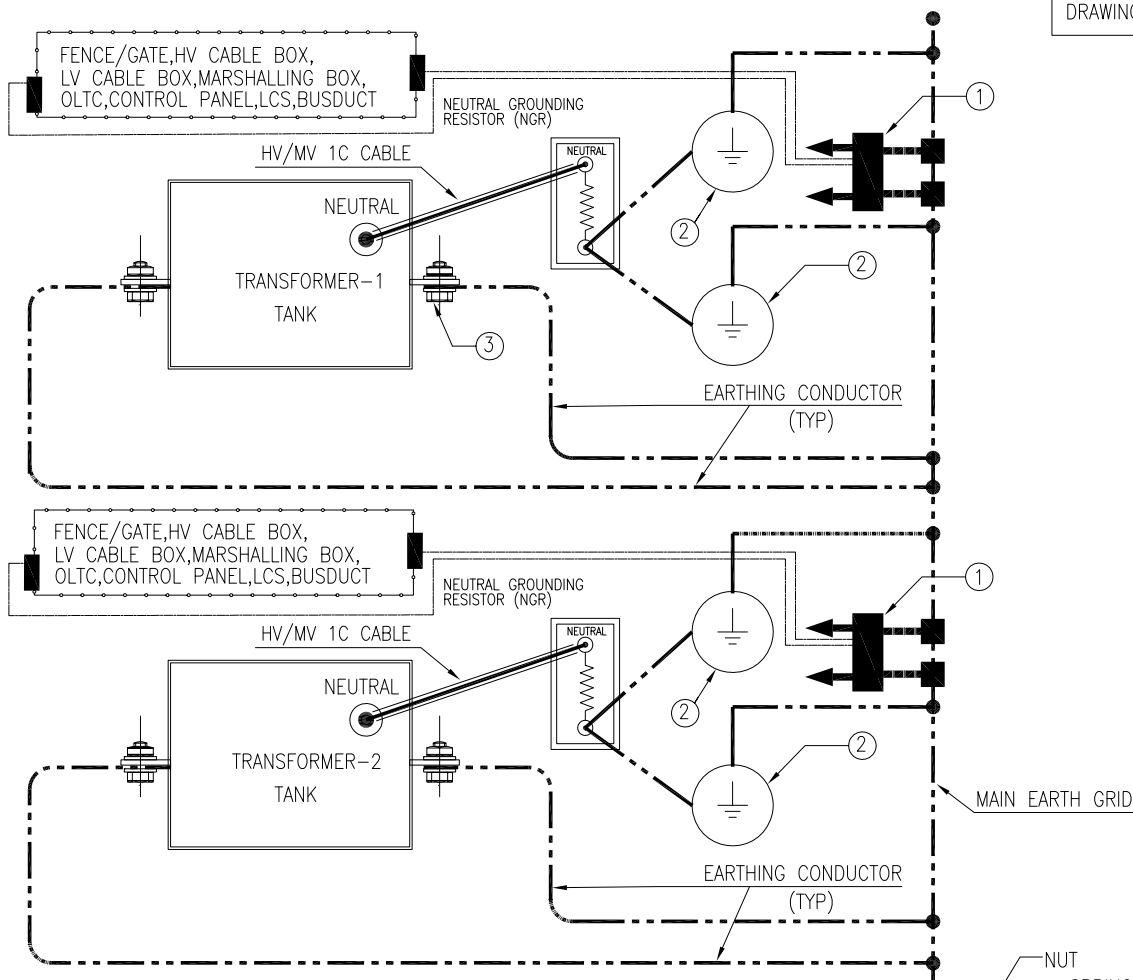 DRAWING
FENCE/GATE,HV CABLE BOX,
LV CABLE BOX,MARSHALLING BOX,
OLTC,CONTROL PANEL,LCS,BUSDUCT
NEUTRAL GROUNDING
RESISTOR (NGR)
1
HV/MV 1C CABLE
NEUTRAL
NEUTRAL
2
2
TRANSFORMER-1
TANK
3
EARTHING CONDUCTOR
(TYP)
FENCE/GATE,HV CABLE BOX,
LV CABLE BOX,MARSHALLING BOX,
OLTC,CONTROL PANEL,LCS,BUSDUCT
NEUTRAL GROUNDING
RESISTOR (NGR)
1
HV/MV 1C CABLE
NEUTRAL
NEUTRAL
2
2
TRANSFORMER-2
TANK
MAIN EARTH GRID
EARTHING CONDUCTOR
(TYP)
NUT